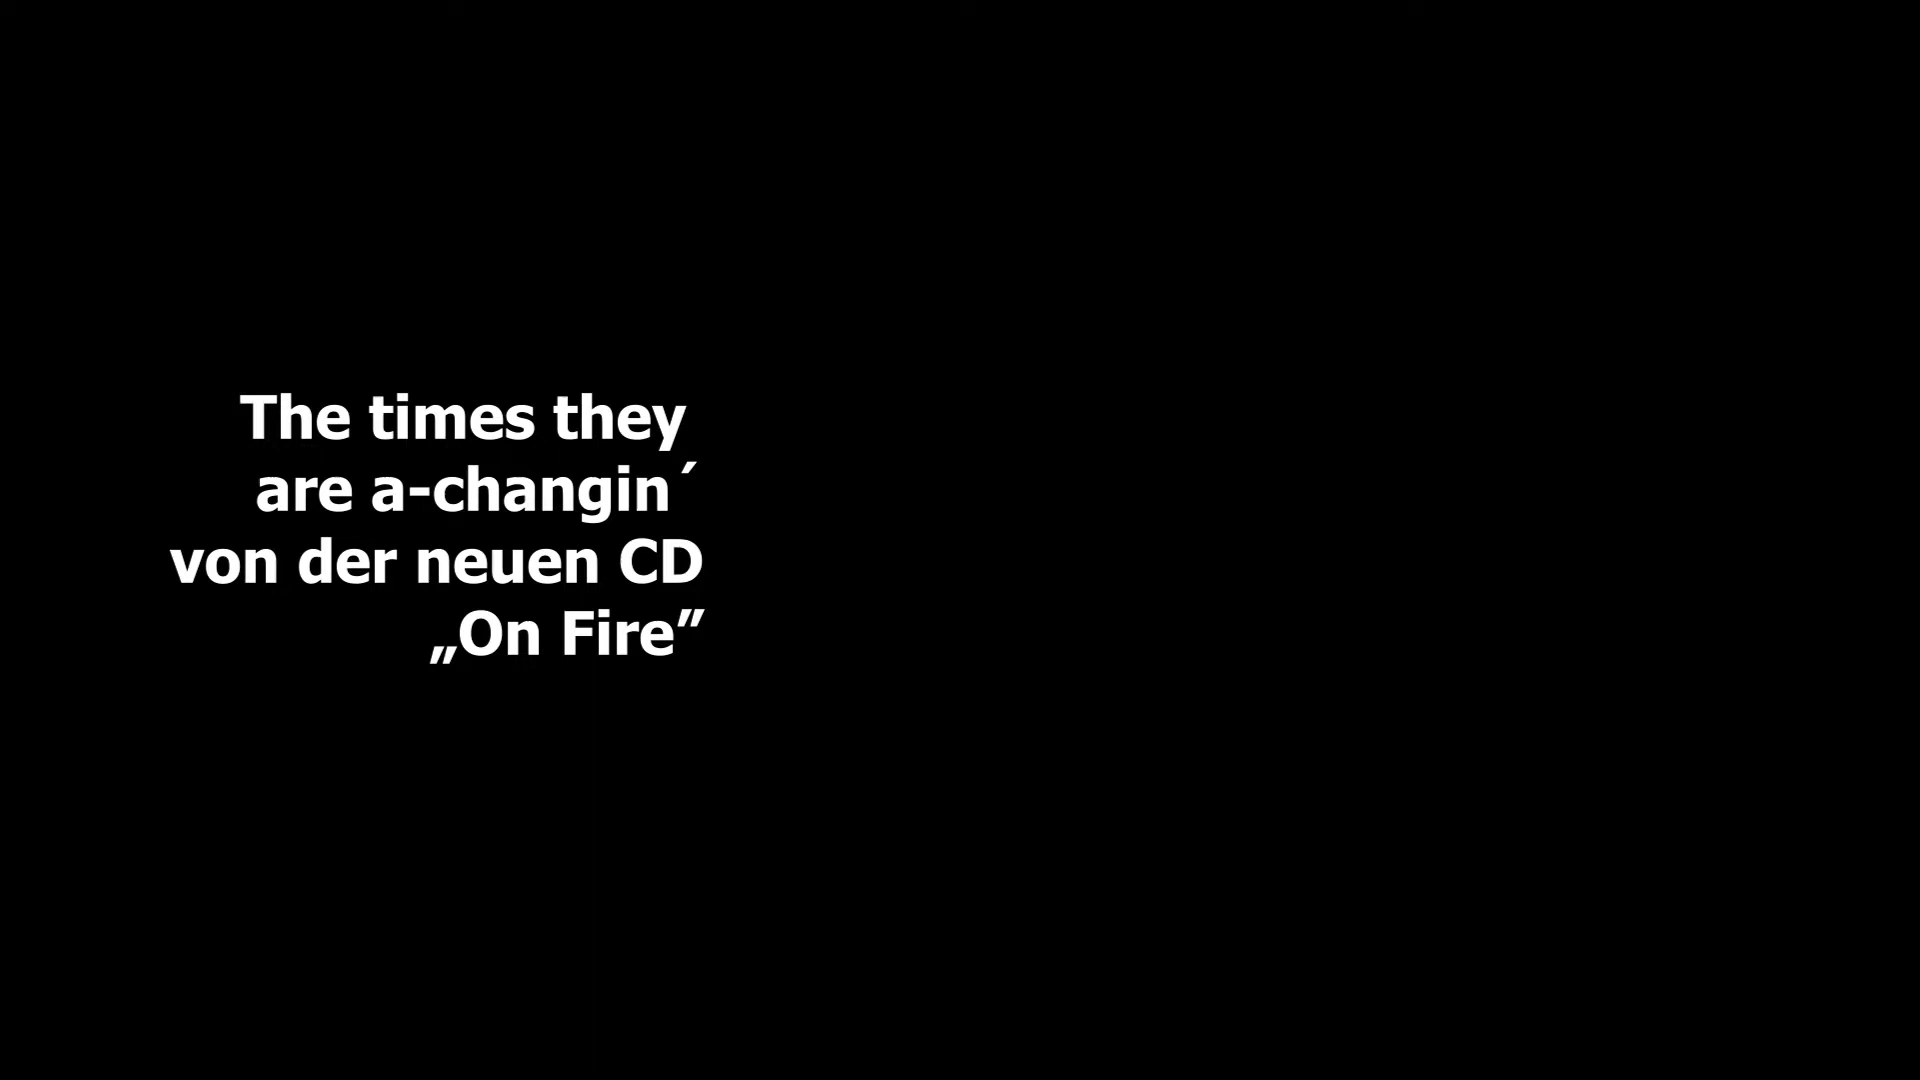 The times they
are a-changin´
von der neuen CD
„On Fire”